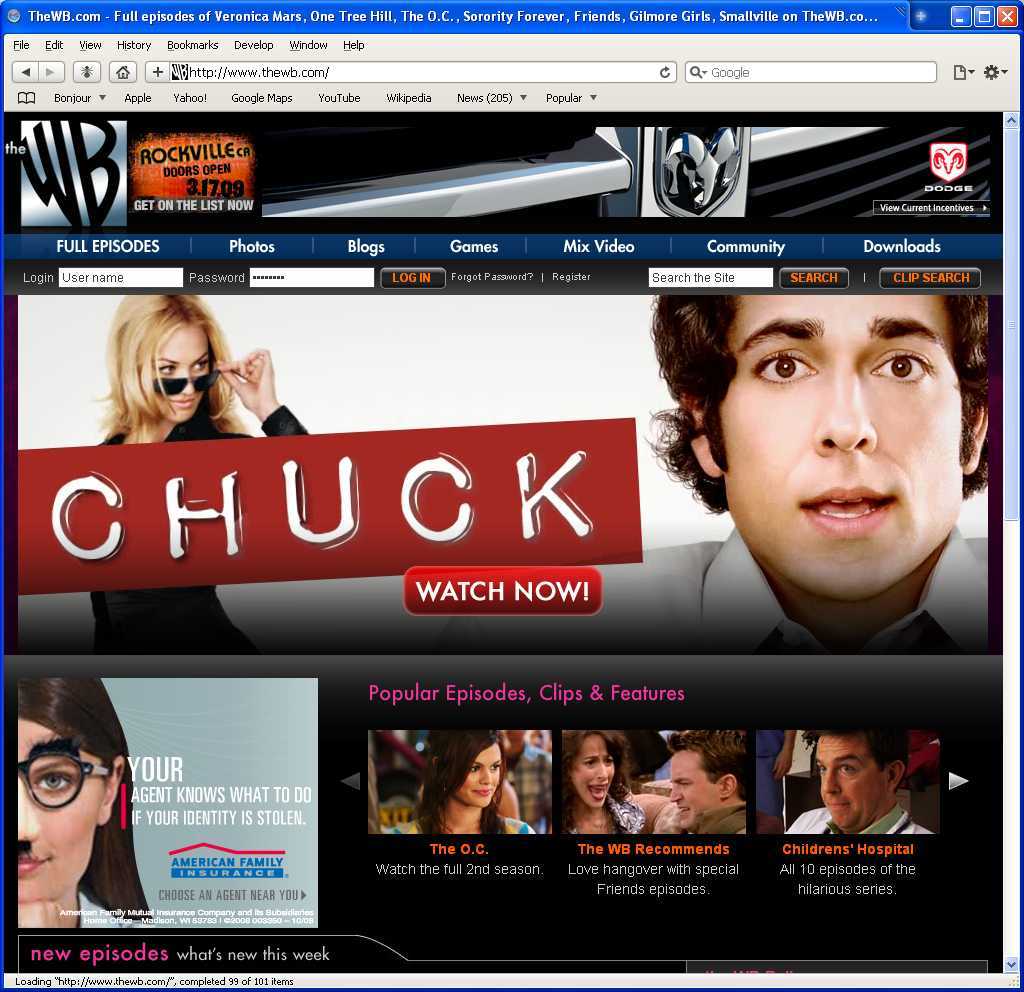 TheWB.com - Full episodes of Veronica Mars, One Tree Hill, The O.C., Sorority Forever, Friends, Gilmore Girls, Smallville on TheWB.co...
File Edit View History Bookmarks Develop Window Help
http://www.thewb.com/
Google
Bonjour Apple Yahoo! Google Maps YouTube Wikipedia News (205) Popular
the WB
ROCKVILLE CA
DOORS OPEN
3.17.09
GET ON THE LIST NOW
DODGE
View Current Incentives
FULL EPISODES Photos Blogs Games Mix Video Community Downloads
Login User name Password •••••••• LOG IN Forgot Password? | Register Search the Site SEARCH | CLIP SEARCH
CHUCK
WATCH NOW!
Popular Episodes, Clips & Features
YOUR
AGENT KNOWS WHAT TO DO
IF YOUR IDENTITY IS STOLEN.
AMERICAN FAMILY
INSURANCE
CHOOSE AN AGENT NEAR YOU
American Family Mutual Insurance Company and its Subsidiaries
Home Office – Madison, WI 53783 | ©2008 003350 – 10/08
The O.C.
Watch the full 2nd season.
The WB Recommends
Love hangover with special
Friends episodes.
Childrens' Hospital
All 10 episodes of the
hilarious series.
new episodes what's new this week
Loading "http://www.thewb.com/", completed 99 of 101 items